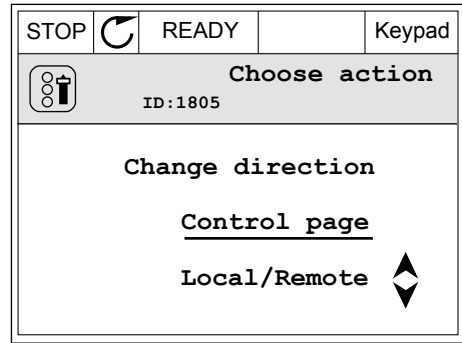 STOP READY Keypad
Choose action
ID:1805
Change direction
Control page
Local/Remote